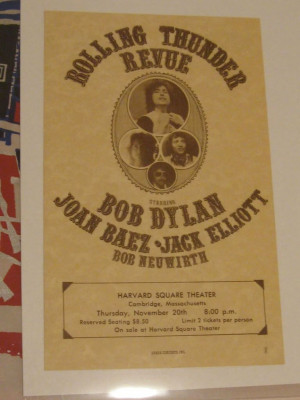 ROLLING THUNDER
REVUE
STARRING
BOB DYLAN
JOAN BAEZ • JACK ELLIOTT
BOB NEUWIRTH
HARVARD SQUARE THEATER
Cambridge, Massachusetts
Thursday, November 20th 8:00 p.m.
Reserved Seating $8.50 Limit 2 tickets per person
On sale at Harvard Square Theater